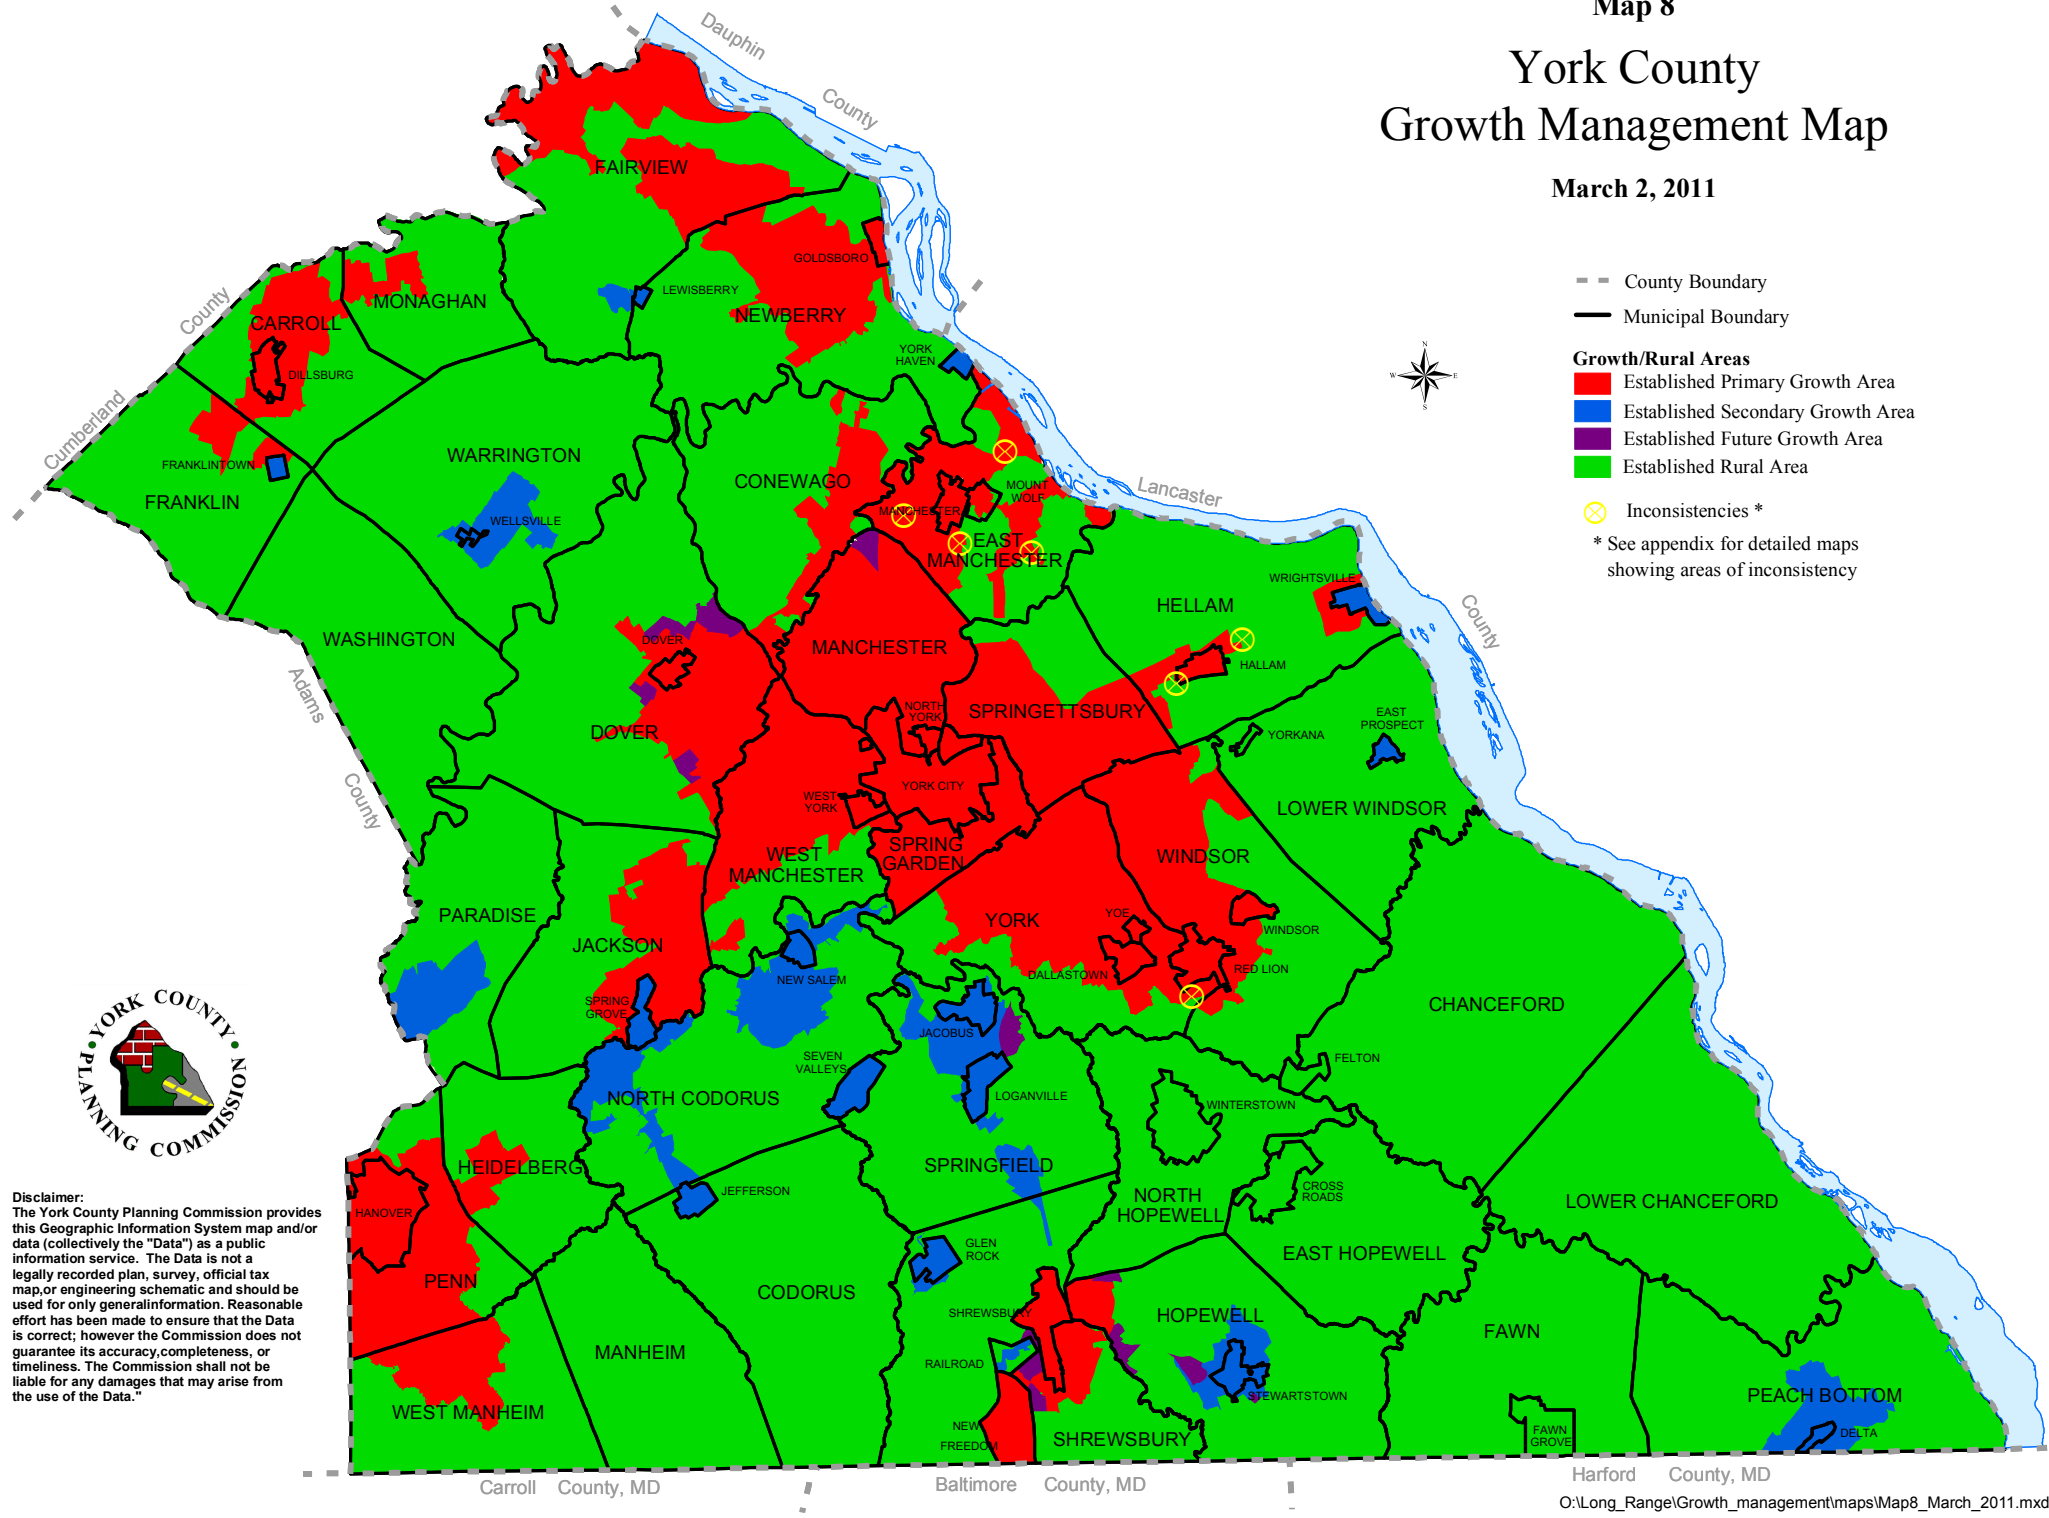 Map 8
York County
Growth Management Map
March 2, 2011
County Boundary
Municipal Boundary
Growth/Rural Areas
Established Primary Growth Area
Established Secondary Growth Area
Established Future Growth Area
Established Rural Area
Inconsistencies *
* See appendix for detailed maps
showing areas of inconsistency
N
W
E
S
Dauphin
County
Cumberland
County
Lancaster
County
Adams
County
FAIRVIEW
GOLDSBORO
LEWISBERRY
NEWBERRY
MONAGHAN
CARROLL
DILLSBURG
YORK
HAVEN
FRANKLINTOWN
FRANKLIN
WARRINGTON
WELLSVILLE
CONEWAGO
MOUNT
WOLF
MANCHESTER
EAST
MANCHESTER
WRIGHTSVILLE
HELLAM
HALLAM
WASHINGTON
DOVER
MANCHESTER
DOVER
NORTH
YORK
SPRINGETTSBURY
EAST
PROSPECT
YORKANA
YORK CITY
WEST
YORK
LOWER WINDSOR
SPRING
GARDEN
WEST
MANCHESTER
WINDSOR
PARADISE
JACKSON
YORK
YOE
WINDSOR
NEW SALEM
DALLASTOWN
RED LION
SPRING
GROVE
CHANCEFORD
JACOBUS
SEVEN
VALLEYS
FELTON
NORTH CODORUS
LOGANVILLE
WINTERSTOWN
HEIDELBERG
SPRINGFIELD
JEFFERSON
NORTH
HOPEWELL
CROSS
ROADS
LOWER CHANCEFORD
HANOVER
GLEN
ROCK
EAST HOPEWELL
PENN
CODORUS
SHREWSBURY
HOPEWELL
FAWN
MANHEIM
RAILROAD
STEWARTSTOWN
PEACH BOTTOM
WEST MANHEIM
NEW
FREEDOM
SHREWSBURY
FAWN
GROVE
DELTA
YORK COUNTY
PLANNING COMMISSION
Disclaimer:
The York County Planning Commission provides
this Geographic Information System map and/or
data (collectively the "Data") as a public
information service.  The Data is not a
legally recorded plan, survey, official tax
map,or engineering schematic and should be
used for only generalinformation. Reasonable
effort has been made to ensure that the Data
is correct; however the Commission does not
guarantee its accuracy,completeness, or
timeliness. The Commission shall not be
liable for any damages that may arise from
the use of the Data."
Carroll County, MD
Baltimore County, MD
Harford County, MD
O:\Long_Range\Growth_management\maps\Map8_March_2011.mxd